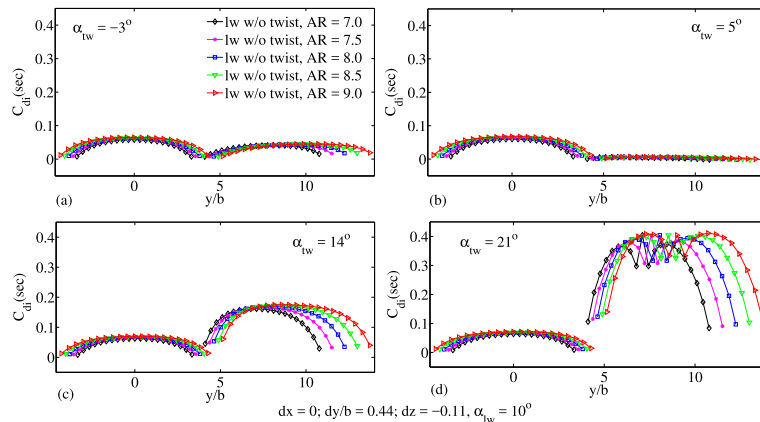 0.4
0.3
0.2
0.1
0
C_di(sec)
α_tw = −3°
lw w/o twist, AR = 7.0
lw w/o twist, AR = 7.5
lw w/o twist, AR = 8.0
lw w/o twist, AR = 8.5
lw w/o twist, AR = 9.0
(a)
0 5 10
y/b
0.4
0.3
0.2
0.1
0
C_di(sec)
α_tw = 5°
(b)
0 5 10
y/b
0.4
0.3
0.2
0.1
0
C_di(sec)
α_tw = 14°
(c)
0 5 10
y/b
0.4
0.3
0.2
0.1
0
C_di(sec)
α_tw = 21°
(d)
0 5 10
y/b
dx = 0; dy/b = 0.44; dz = −0.11, α_lw = 10°